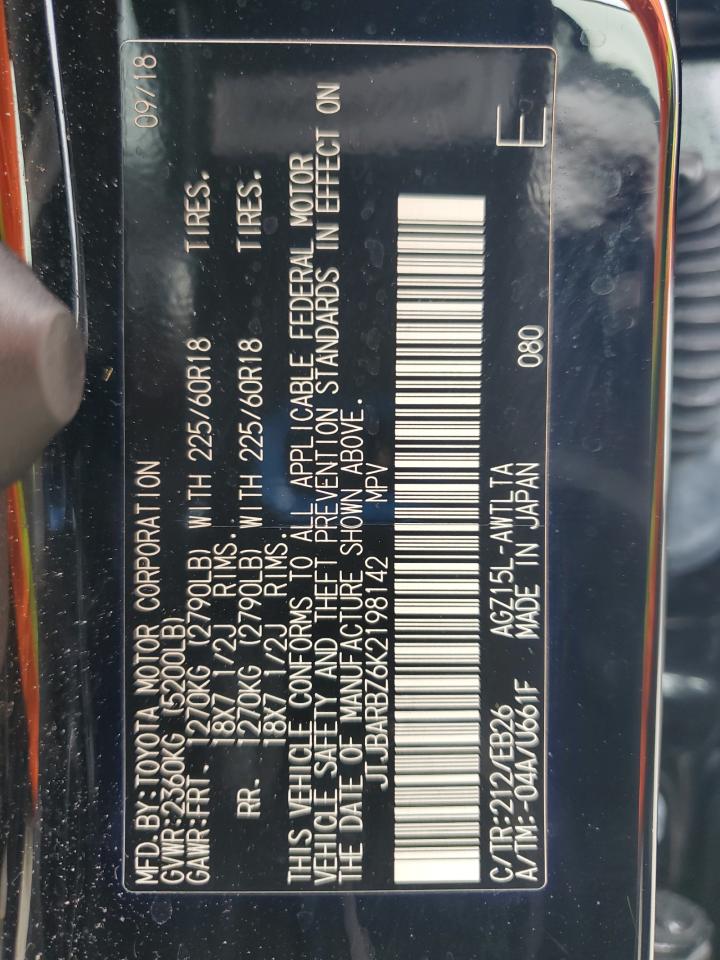 MFD.BY:TOYOTA MOTOR CORPORATION 09/18
GVWR:2360KG (5200LB)
GAWR:FRT. 1270KG (2790LB) WITH 225/60R18 TIRES.
18X7 1/2J RIMS.
RR. 1270KG (2790LB) WITH 225/60R18 TIRES.
18X7 1/2J RIMS.
THIS VEHICLE CONFORMS TO ALL APPLICABLE FEDERAL MOTOR
VEHICLE SAFETY AND THEFT PREVENTION STANDARDS IN EFFECT ON
THE DATE OF MANUFACTURE SHOWN ABOVE.
JTJBARBZ6K2198142 MPV
C/TR:212/EB26 AGZ15L-AWTLTA
A/TM:-04A/U661F MADE IN JAPAN 080 E